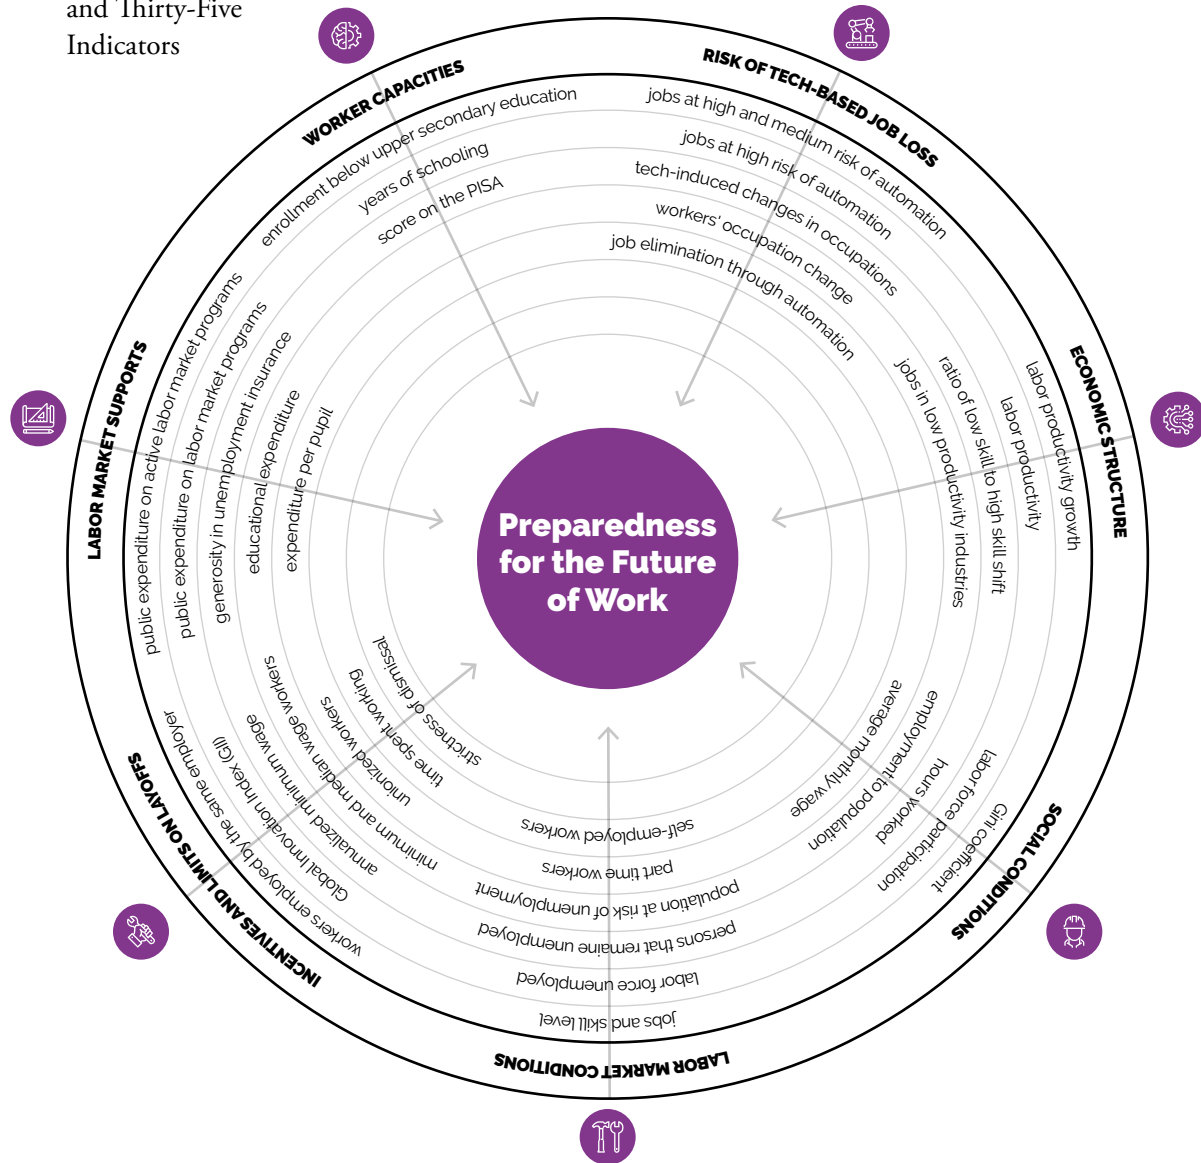 and Thirty-Five
Indicators
WORKER CAPACITIES
enrollment below upper secondary education
years of schooling
score on the PISA
RISK OF TECH-BASED JOB LOSS
jobs at high and medium risk of automation
jobs at high risk of automation
tech-induced changes in occupations
workers' occupation change
job elimination through automation
ECONOMIC STRUCTURE
labor productivity growth
labor productivity
ratio of low skill to high skill shift
jobs in low productivity industries
SOCIAL CONDITIONS
Gini coefficient
labor force participation
hours worked
employment to population
average monthly wage
LABOR MARKET CONDITIONS
jobs and skill level
labor force unemployed
persons that remaine unemployed
population at risk of unemployment
part time workers
self-employed workers
INCENTIVES AND LIMITS ON LAYOFFS
workers employed by the same employer
Global Innovation Index (GII)
annualized minimum wage
minimum and median wage workers
unionized workers
time spent working
strictness of dismissal
LABOR MARKET SUPPORTS
public expenditure on active labor market programs
public expenditure on labor market programs
generosity in unemployment insurance
educational expenditure
expenditure per pupil
Preparedness
for the Future
of Work